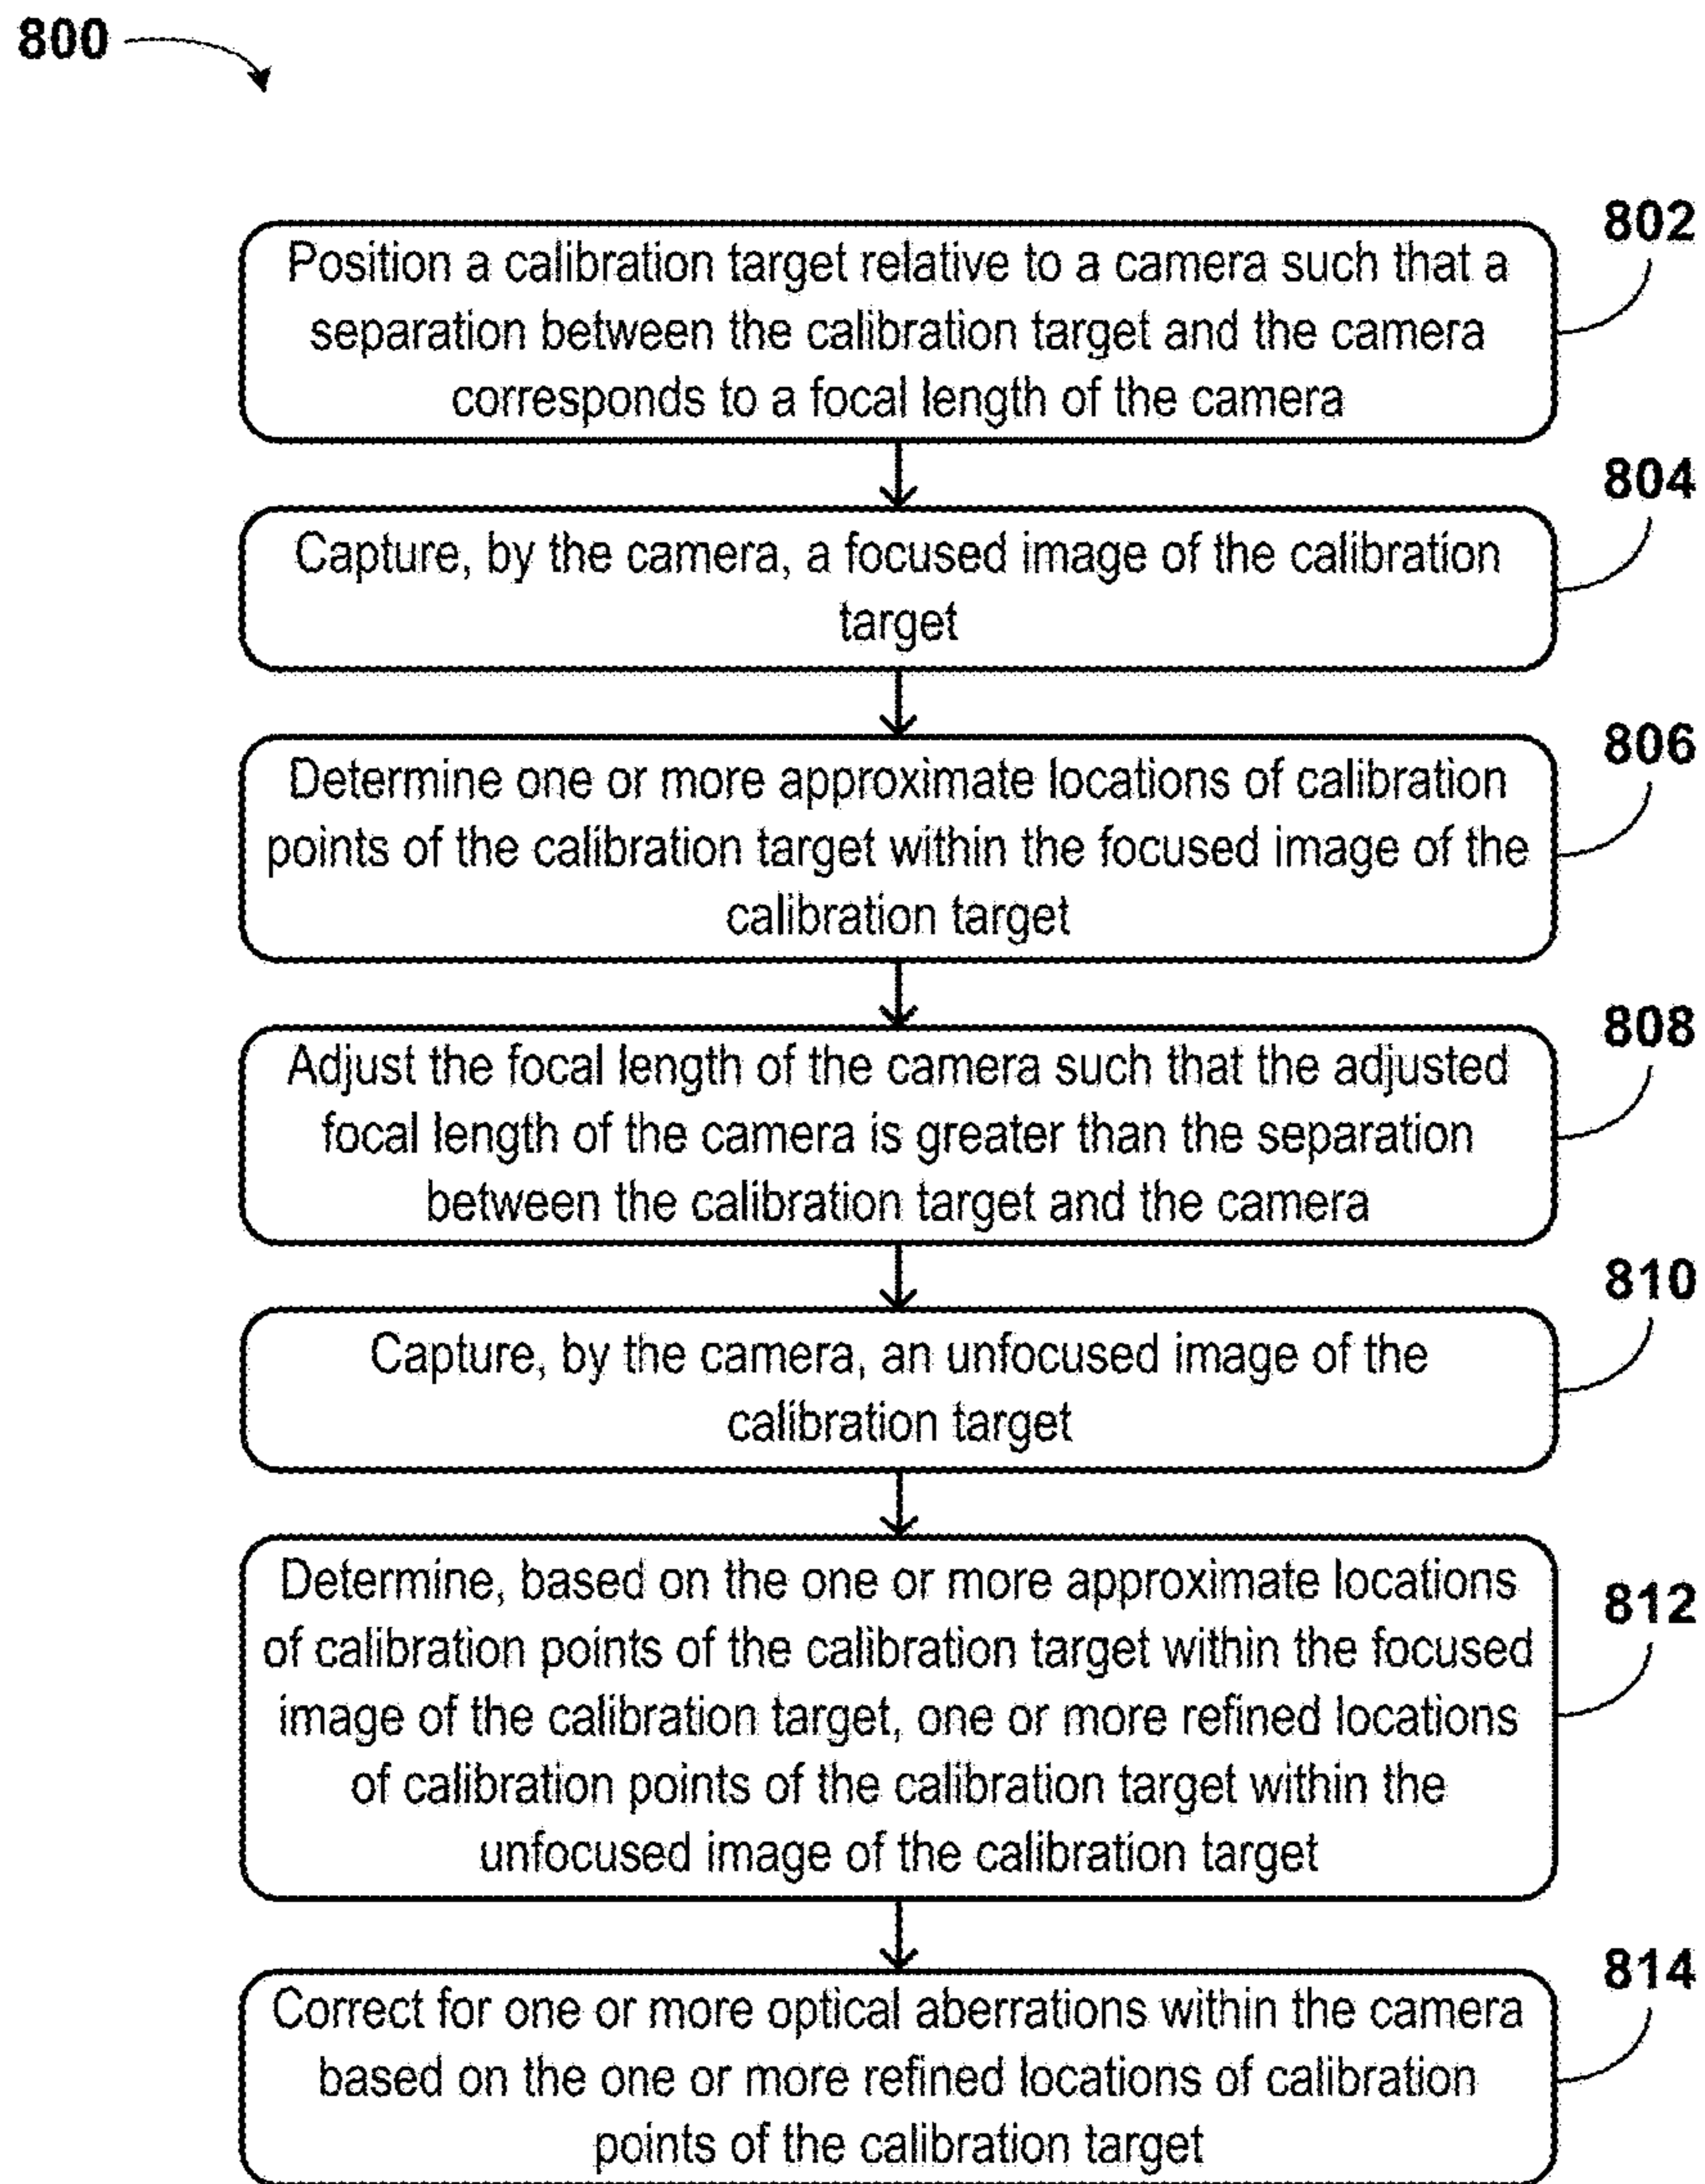 800
802
Position a calibration target relative to a camera such that a
separation between the calibration target and the camera
corresponds to a focal length of the camera
804
Capture, by the camera, a focused image of the calibration
target
806
Determine one or more approximate locations of calibration
points of the calibration target within the focused image of the
calibration target
808
Adjust the focal length of the camera such that the adjusted
focal length of the camera is greater than the separation
between the calibration target and the camera
810
Capture, by the camera, an unfocused image of the
calibration target
812
Determine, based on the one or more approximate locations
of calibration points of the calibration target within the focused
image of the calibration target, one or more refined locations
of calibration points of the calibration target within the
unfocused image of the calibration target
814
Correct for one or more optical aberrations within the camera
based on the one or more refined locations of calibration
points of the calibration target